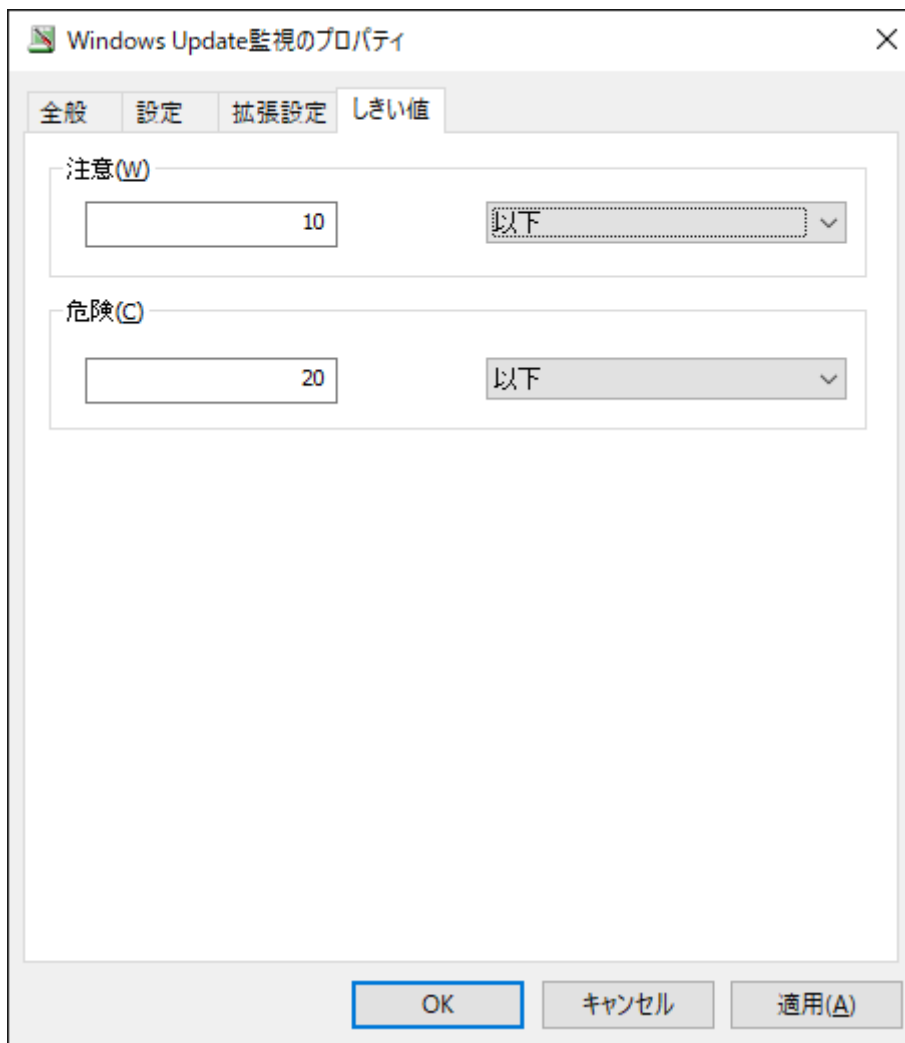 Windows Update監視のプロパティ
全般 設定 拡張設定 しきい値
注意(W)
10 以下
危険(C)
20 以下
OK キャンセル 適用(A)